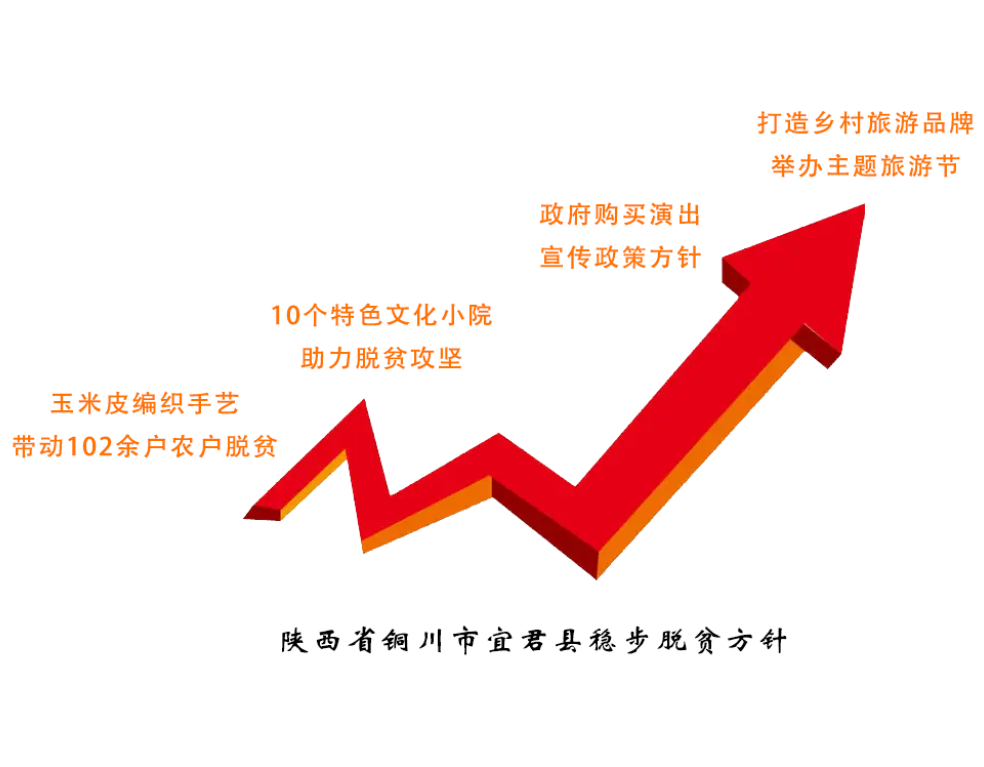 打造乡村旅游品牌
举办主题旅游节
政府购买演出
宣传政策方针
10个特色文化小院
助力脱贫攻坚
玉米皮编织手艺
带动102余户农户脱贫
陕西省铜川市宜君县稳步脱贫方针